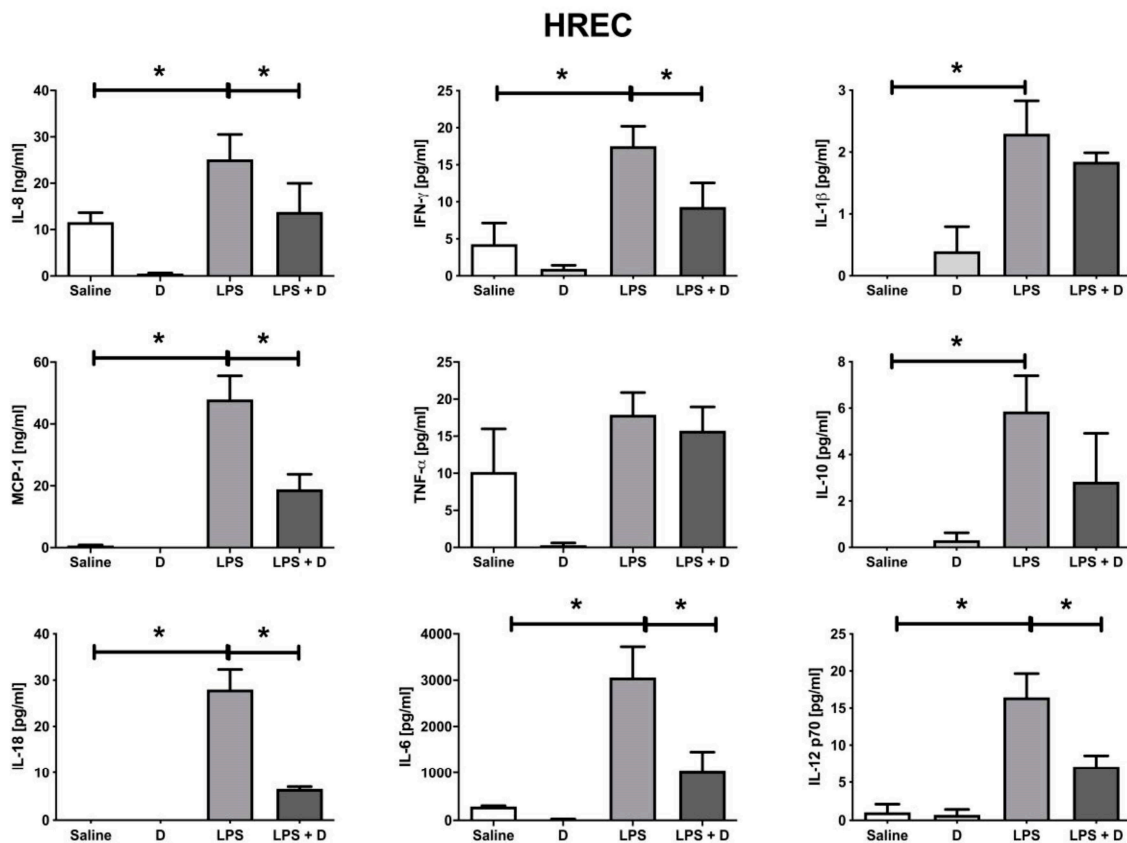 HREC
* *
IL-8 [ng/ml]
40
30
20
10
0
Saline D LPS LPS + D
* *
IFN-γ [pg/ml]
25
20
15
10
5
0
Saline D LPS LPS + D
*
IL-1β [pg/ml]
3
2
1
0
Saline D LPS LPS + D
* *
MCP-1 [ng/ml]
60
40
20
0
Saline D LPS LPS + D
TNF-α [pg/ml]
25
20
15
10
5
0
Saline D LPS LPS + D
*
IL-10 [pg/ml]
8
6
4
2
0
Saline D LPS LPS + D
* *
IL-18 [pg/ml]
40
30
20
10
0
Saline D LPS LPS + D
* *
IL-6 [pg/ml]
4000
3000
2000
1000
0
Saline D LPS LPS + D
* *
IL-12 p70 [pg/ml]
25
20
15
10
5
0
Saline D LPS LPS + D